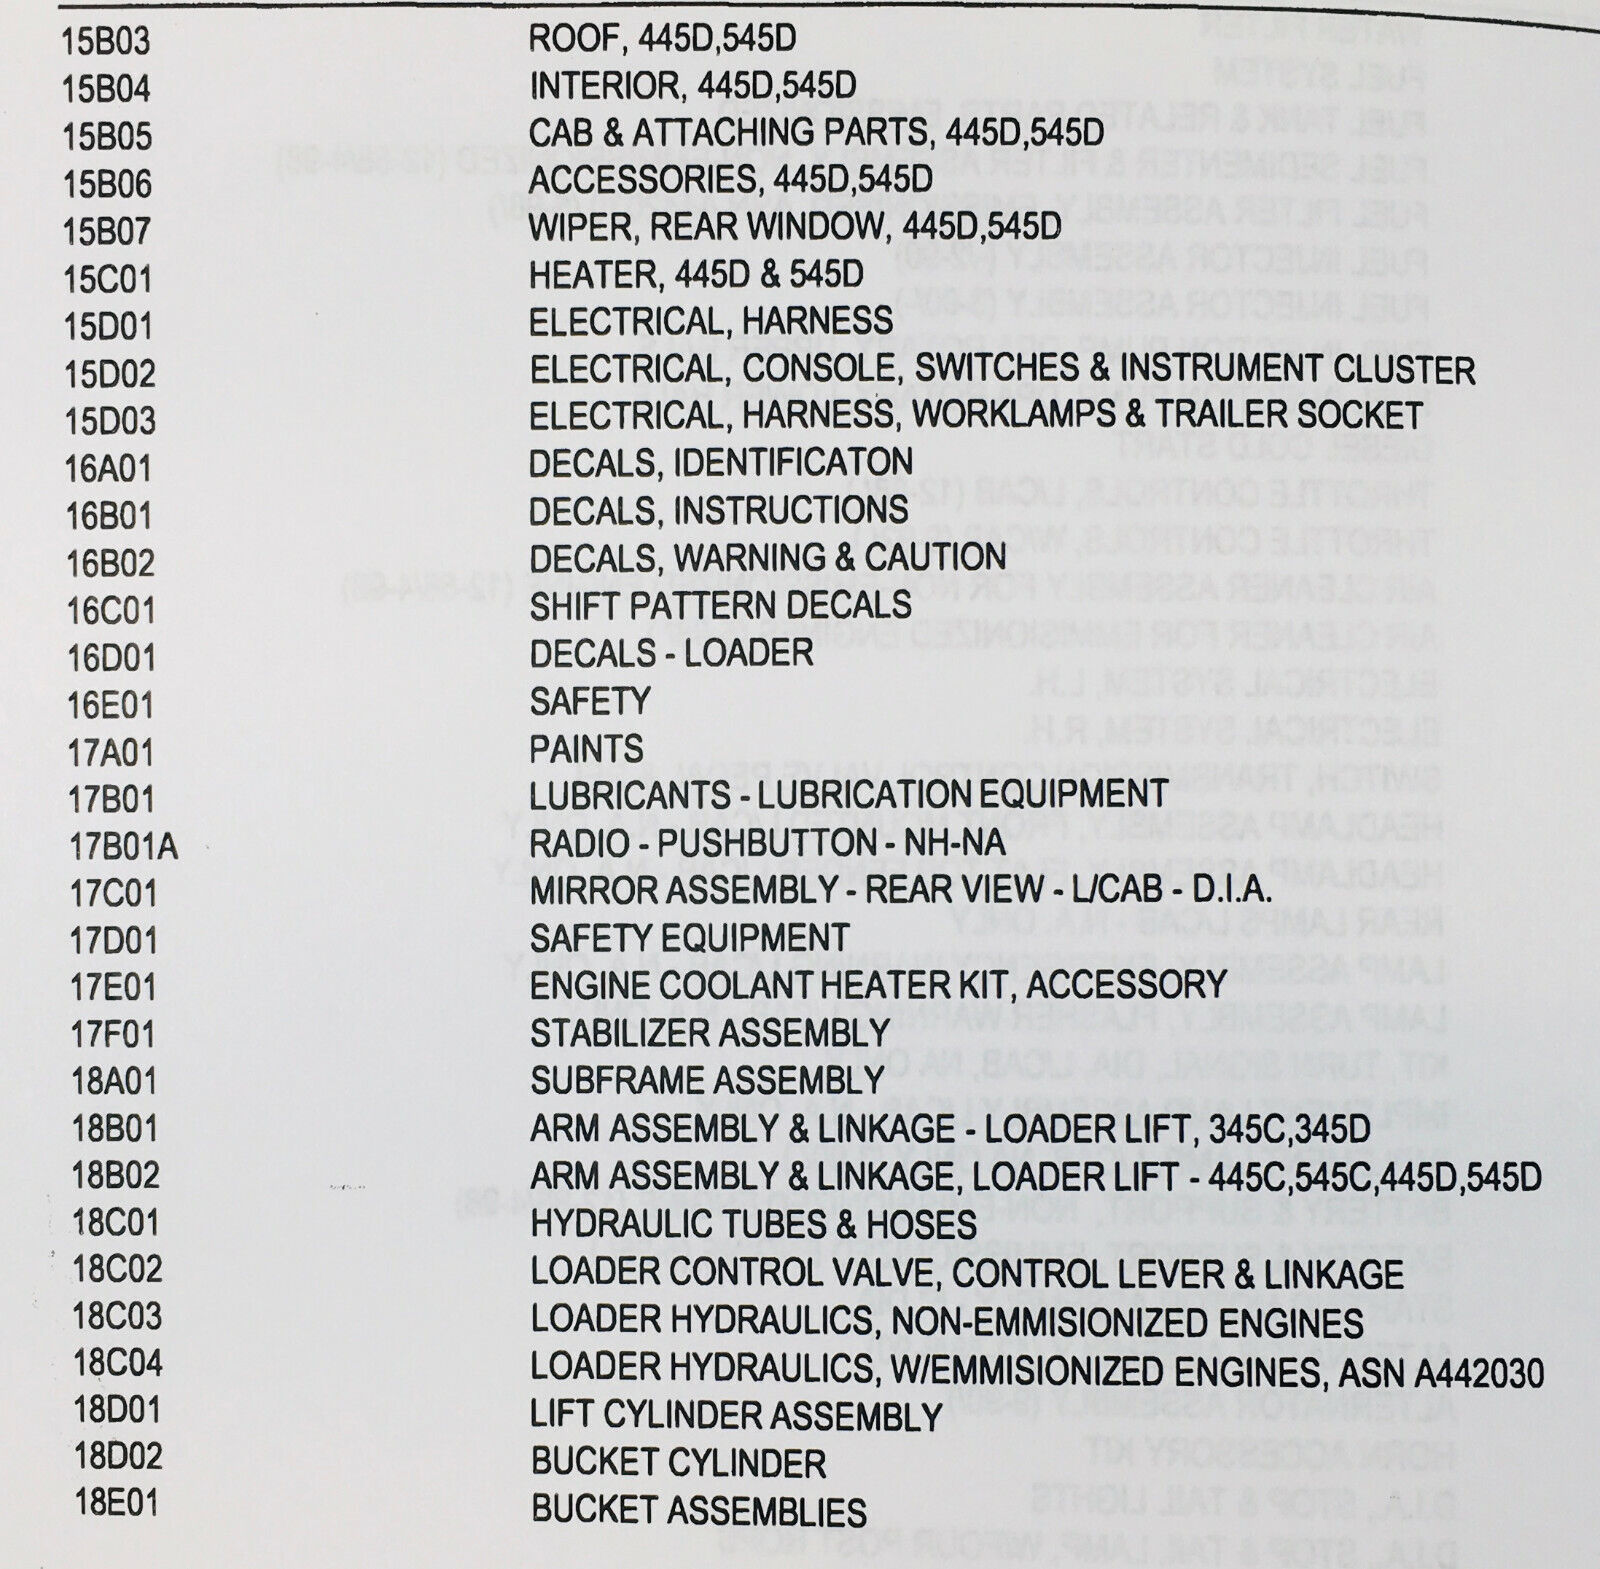 15B03 ROOF, 445D,545D
15B04 INTERIOR, 445D,545D
15B05 CAB & ATTACHING PARTS, 445D,545D
15B06 ACCESSORIES, 445D,545D
15B07 WIPER, REAR WINDOW, 445D,545D
15C01 HEATER, 445D & 545D
15D01 ELECTRICAL, HARNESS
15D02 ELECTRICAL, CONSOLE, SWITCHES & INSTRUMENT CLUSTER
15D03 ELECTRICAL, HARNESS, WORKLAMPS & TRAILER SOCKET
16A01 DECALS, IDENTIFICATON
16B01 DECALS, INSTRUCTIONS
16B02 DECALS, WARNING & CAUTION
16C01 SHIFT PATTERN DECALS
16D01 DECALS - LOADER
16E01 SAFETY
17A01 PAINTS
17B01 LUBRICANTS - LUBRICATION EQUIPMENT
17B01A RADIO - PUSHBUTTON - NH-NA
17C01 MIRROR ASSEMBLY - REAR VIEW - L/CAB - D.I.A.
17D01 SAFETY EQUIPMENT
17E01 ENGINE COOLANT HEATER KIT, ACCESSORY
17F01 STABILIZER ASSEMBLY
18A01 SUBFRAME ASSEMBLY
18B01 ARM ASSEMBLY & LINKAGE - LOADER LIFT, 345C,345D
18B02 ARM ASSEMBLY & LINKAGE, LOADER LIFT - 445C,545C,445D,545D
18C01 HYDRAULIC TUBES & HOSES
18C02 LOADER CONTROL VALVE, CONTROL LEVER & LINKAGE
18C03 LOADER HYDRAULICS, NON-EMMISIONIZED ENGINES
18C04 LOADER HYDRAULICS, W/EMMISIONIZED ENGINES, ASN A442030
18D01 LIFT CYLINDER ASSEMBLY
18D02 BUCKET CYLINDER
18E01 BUCKET ASSEMBLIES